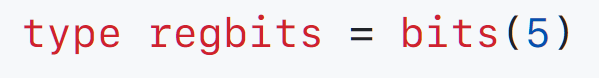 type regbits = bits(5)